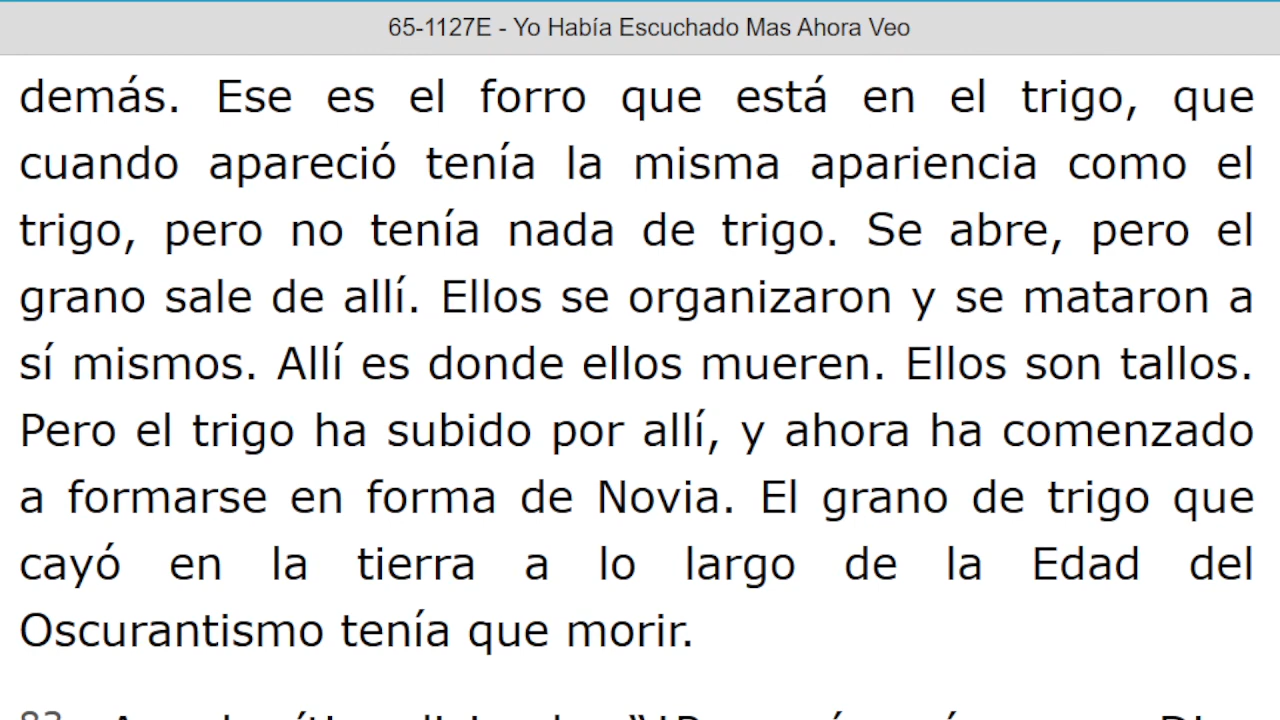 65-1127E - Yo Había Escuchado Mas Ahora Veo
demás. Ese es el forro que está en el trigo, que
cuando apareció tenía la misma apariencia como el
trigo, pero no tenía nada de trigo. Se abre, pero el
grano sale de allí. Ellos se organizaron y se mataron a
sí mismos. Allí es donde ellos mueren. Ellos son tallos.
Pero el trigo ha subido por allí, y ahora ha comenzado
a formarse en forma de Novia. El grano de trigo que
cayó en la tierra a lo largo de la Edad del
Oscurantismo tenía que morir.